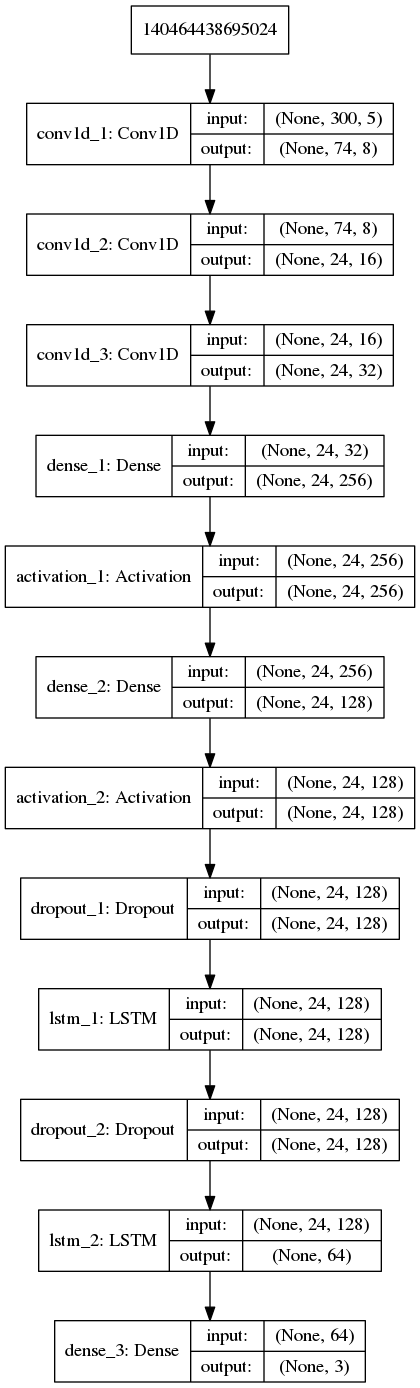 140464438695024
conv1d_1: Conv1D
input: (None, 300, 5)
output: (None, 74, 8)
conv1d_2: Conv1D
input: (None, 74, 8)
output: (None, 24, 16)
conv1d_3: Conv1D
input: (None, 24, 16)
output: (None, 24, 32)
dense_1: Dense
input: (None, 24, 32)
output: (None, 24, 256)
activation_1: Activation
input: (None, 24, 256)
output: (None, 24, 256)
dense_2: Dense
input: (None, 24, 256)
output: (None, 24, 128)
activation_2: Activation
input: (None, 24, 128)
output: (None, 24, 128)
dropout_1: Dropout
input: (None, 24, 128)
output: (None, 24, 128)
lstm_1: LSTM
input: (None, 24, 128)
output: (None, 24, 128)
dropout_2: Dropout
input: (None, 24, 128)
output: (None, 24, 128)
lstm_2: LSTM
input: (None, 24, 128)
output: (None, 64)
dense_3: Dense
input: (None, 64)
output: (None, 3)